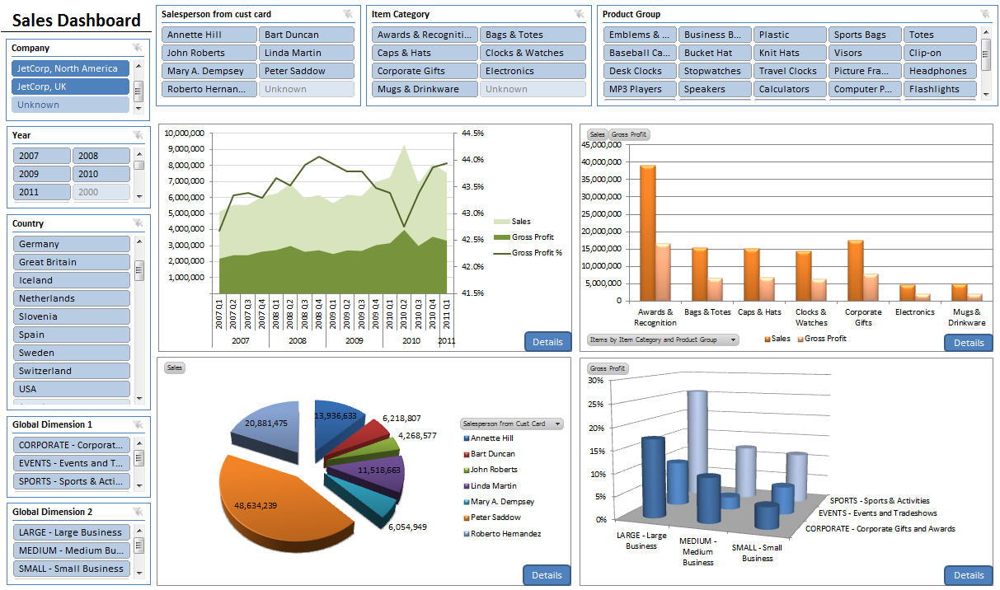 Sales Dashboard
Company
JetCorp, North America
JetCorp, UK
Unknown
Salesperson from cust card
Annette Hill
Bart Duncan
John Roberts
Linda Martin
Mary A. Dempsey
Peter Saddow
Roberto Hernan...
Unknown
Item Category
Awards & Recogniti...
Bags & Totes
Caps & Hats
Clocks & Watches
Corporate Gifts
Electronics
Mugs & Drinkware
Unknown
Product Group
Emblems & ...
Business B...
Plastic
Sports Bags
Totes
Baseball Ca...
Bucket Hat
Knit Hats
Visors
Clip-on
Desk Clocks
Stopwatches
Travel Clocks
Picture Fra...
Headphones
MP3 Players
Speakers
Calculators
Computer P...
Flashlights
Year
2007
2008
2009
2010
2011
2000
Country
Germany
Great Britain
Iceland
Netherlands
Slovenia
Spain
Sweden
Switzerland
USA
Global Dimension 1
CORPORATE - Corporat...
EVENTS - Events and T...
SPORTS - Sports & Acti...
Global Dimension 2
LARGE - Large Business
MEDIUM - Medium Bu...
SMALL - Small Business
10,000,000
9,000,000
8,000,000
7,000,000
6,000,000
5,000,000
4,000,000
3,000,000
2,000,000
1,000,000
44.5%
44.0%
43.5%
43.0%
42.5%
42.0%
41.5%
Sales
Gross Profit
Gross Profit %
2007 Q1
2007 Q2
2007 Q3
2007 Q4
2008 Q1
2008 Q2
2008 Q3
2008 Q4
2009 Q1
2009 Q2
2009 Q3
2009 Q4
2010 Q1
2010 Q2
2010 Q3
2010 Q4
2011 Q1
2007
2008
2009
2010
2011
Details
Sales
Gross Profit
45,000,000
40,000,000
35,000,000
30,000,000
25,000,000
20,000,000
15,000,000
10,000,000
5,000,000
0
Awards &
Recognition
Bags & Totes
Caps & Hats
Clocks &
Watches
Corporate
Gifts
Electronics
Mugs &
Drinkware
Items by Item Category and Product Group
Sales
Gross Profit
Details
Sales
20,881,475
13,936,633
6,218,807
4,268,577
11,518,663
6,054,949
48,634,239
Salesperson from Cust Card
Annette Hill
Bart Duncan
John Roberts
Linda Martin
Mary A. Dempsey
Peter Saddow
Roberto Hernandez
Details
Gross Profit
30%
25%
20%
15%
10%
5%
0%
LARGE - Large
Business
MEDIUM -
Medium
Business
SMALL - Small
Business
SPORTS - Sports & Activities
EVENTS - Events and Tradeshows
CORPORATE - Corporate Gifts and Awards
Details